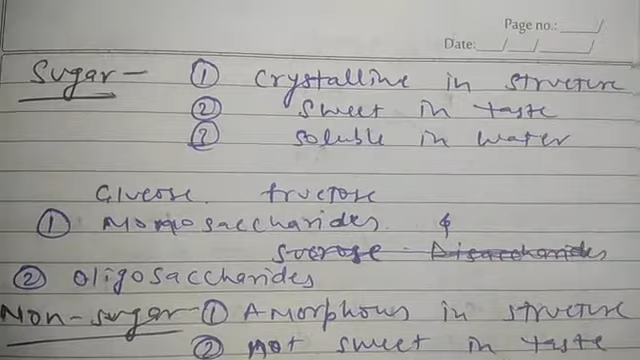 Page no.: ____/
Date:___/___/_____/
Sugar - ① Crystalline in structure
② Sweet in taste
③ Soluble in water
Glucose. fructose
① Monosaccharides. &
Sucrose - Disaccharides
② Oligosaccharides
Non-sugar - ① Amorphous in structure
② Not sweet in taste